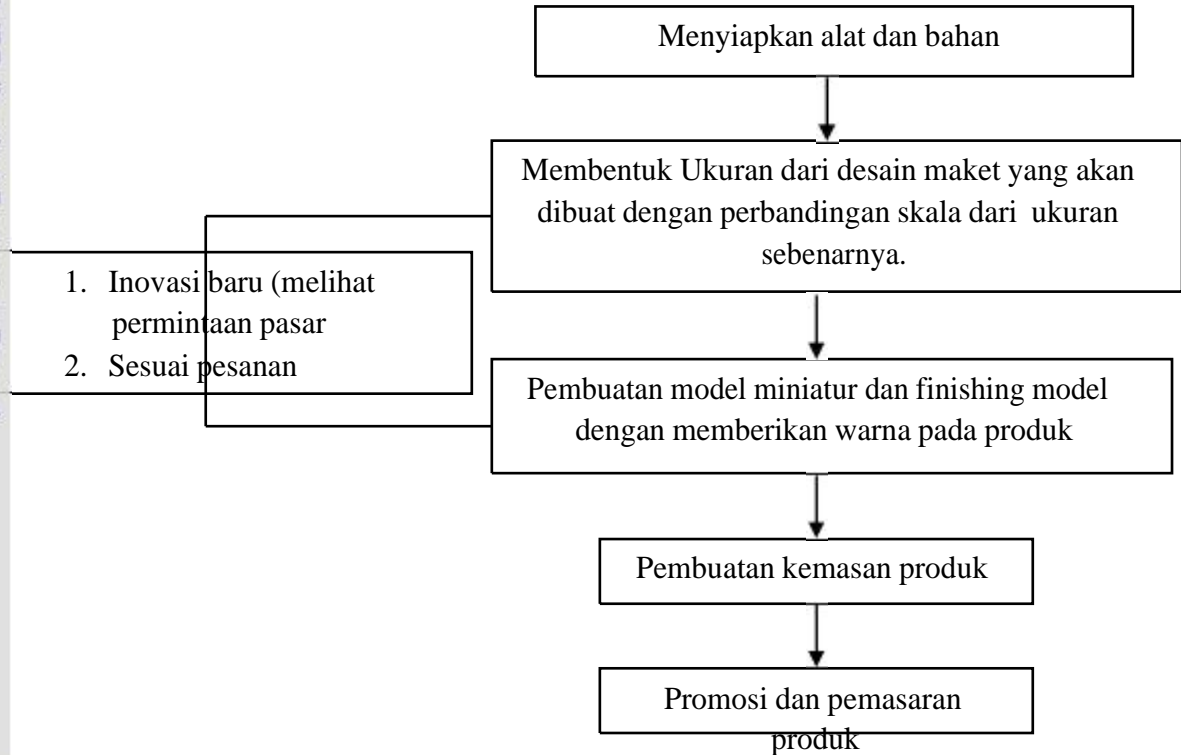 Menyiapkan alat dan bahan
Membentuk Ukuran dari desain maket yang akan
dibuat dengan perbandingan skala dari ukuran
sebenarnya.
1. Inovasi baru (melihat
permintaan pasar
2. Sesuai pesanan
Pembuatan model miniatur dan finishing model
dengan memberikan warna pada produk
Pembuatan kemasan produk
Promosi dan pemasaran
produk